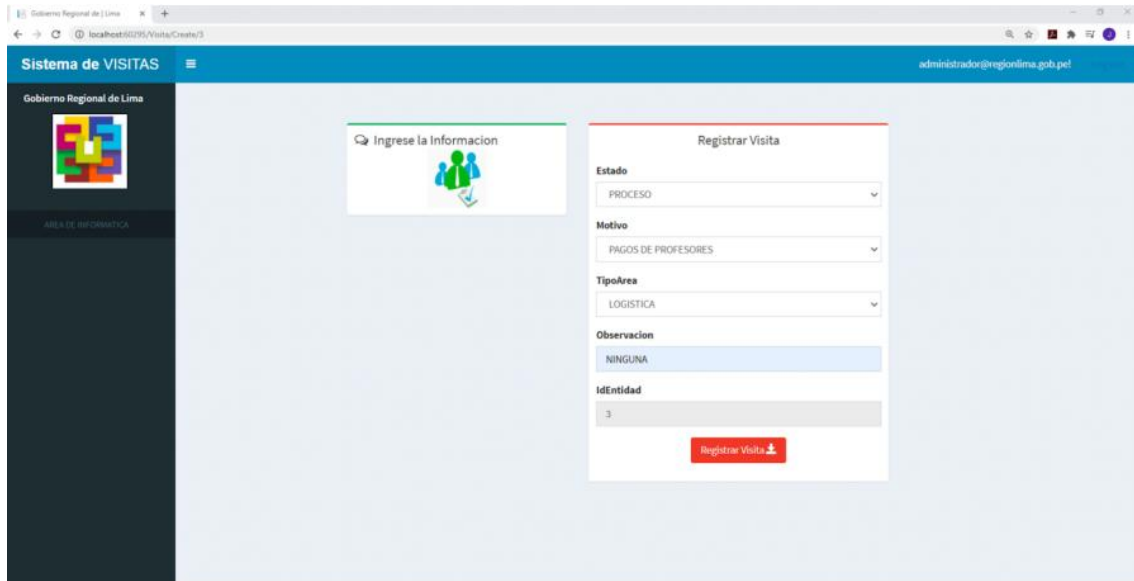 Gobierno Regional de | Lima
localhost:60295/Visita/Create/3
J
Sistema de VISITAS
administrador@regionlima.gob.pe!
Gobierno Regional de Lima
AREA DE INFORMATICA
Ingrese la Informacion
Registrar Visita
Estado
PROCESO
Motivo
PAGOS DE PROFESORES
TipoArea
LOGISTICA
Observacion
NINGUNA
IdEntidad
3
Registrar Visita